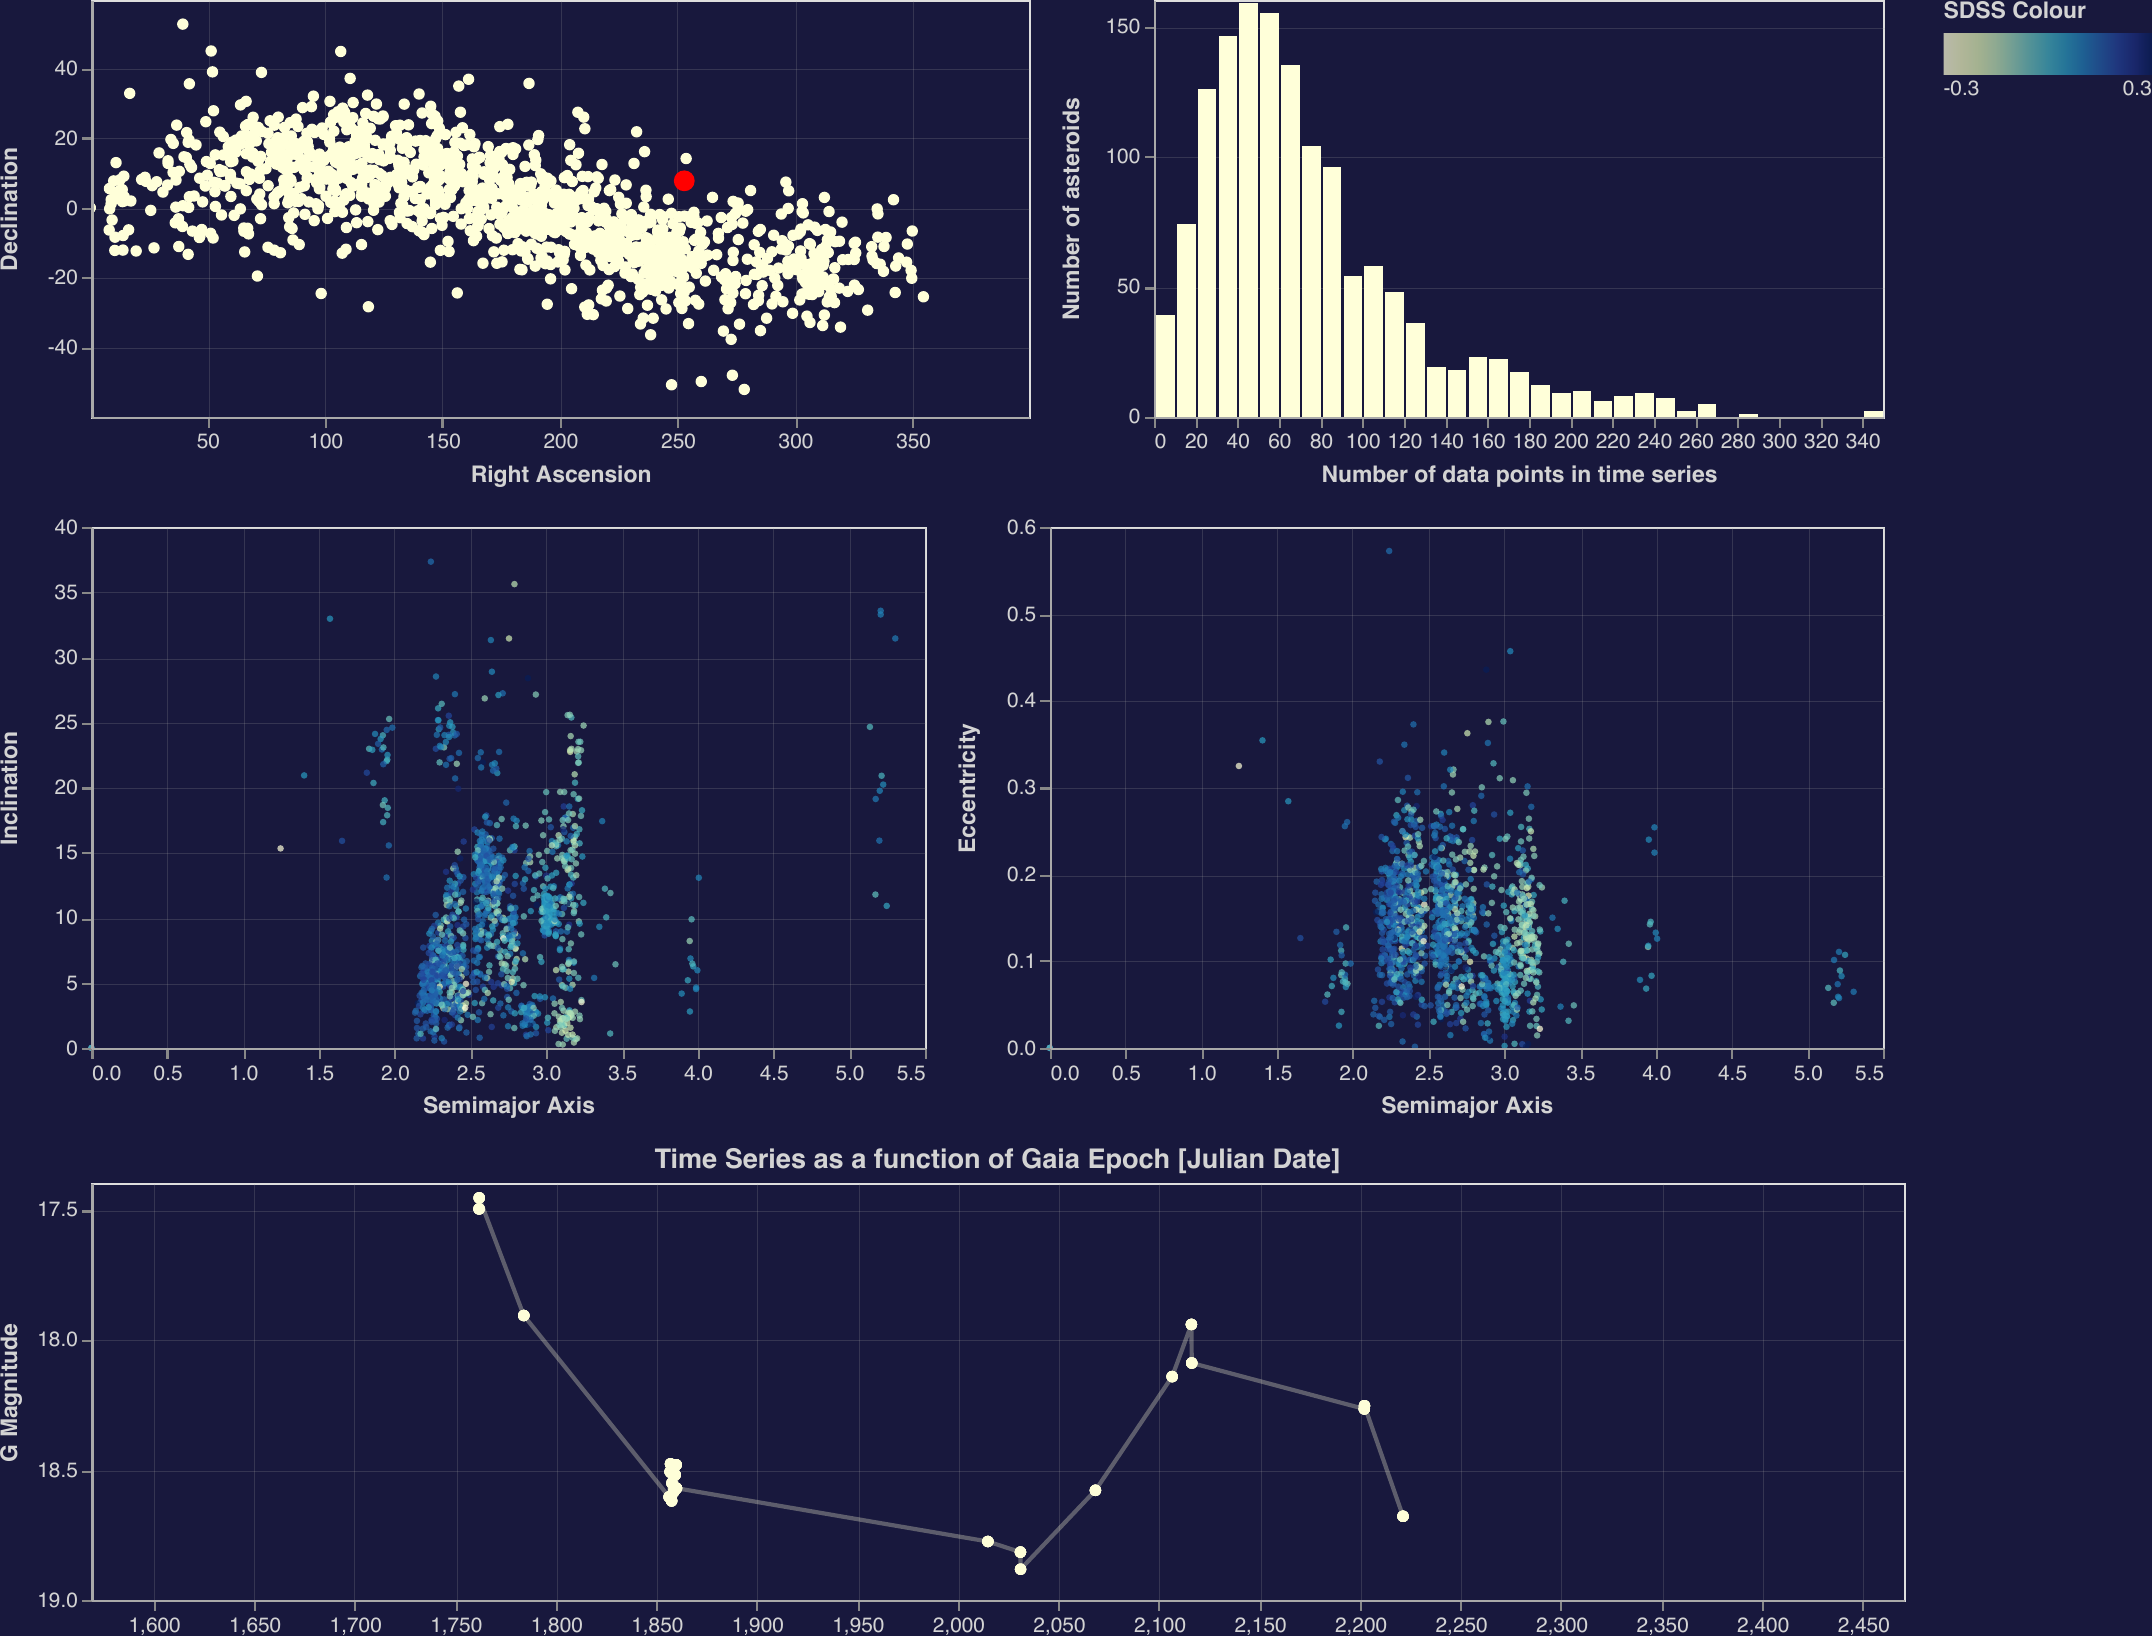 40
20
0
-20
-40
Declination
50 100 150 200 250 300 350
Right Ascension
150
100
50
0
Number of asteroids
0 20 40 60 80 100 120 140 160 180 200 220 240 260 280 300 320 340
Number of data points in time series
SDSS Colour
-0.3 0.3
40
35
30
25
20
15
10
5
0
Inclination
0.0 0.5 1.0 1.5 2.0 2.5 3.0 3.5 4.0 4.5 5.0 5.5
Semimajor Axis
0.6
0.5
0.4
0.3
0.2
0.1
0.0
Eccentricity
0.0 0.5 1.0 1.5 2.0 2.5 3.0 3.5 4.0 4.5 5.0 5.5
Semimajor Axis
Time Series as a function of Gaia Epoch [Julian Date]
17.5
18.0
18.5
19.0
G Magnitude
1,600 1,650 1,700 1,750 1,800 1,850 1,900 1,950 2,000 2,050 2,100 2,150 2,200 2,250 2,300 2,350 2,400 2,450